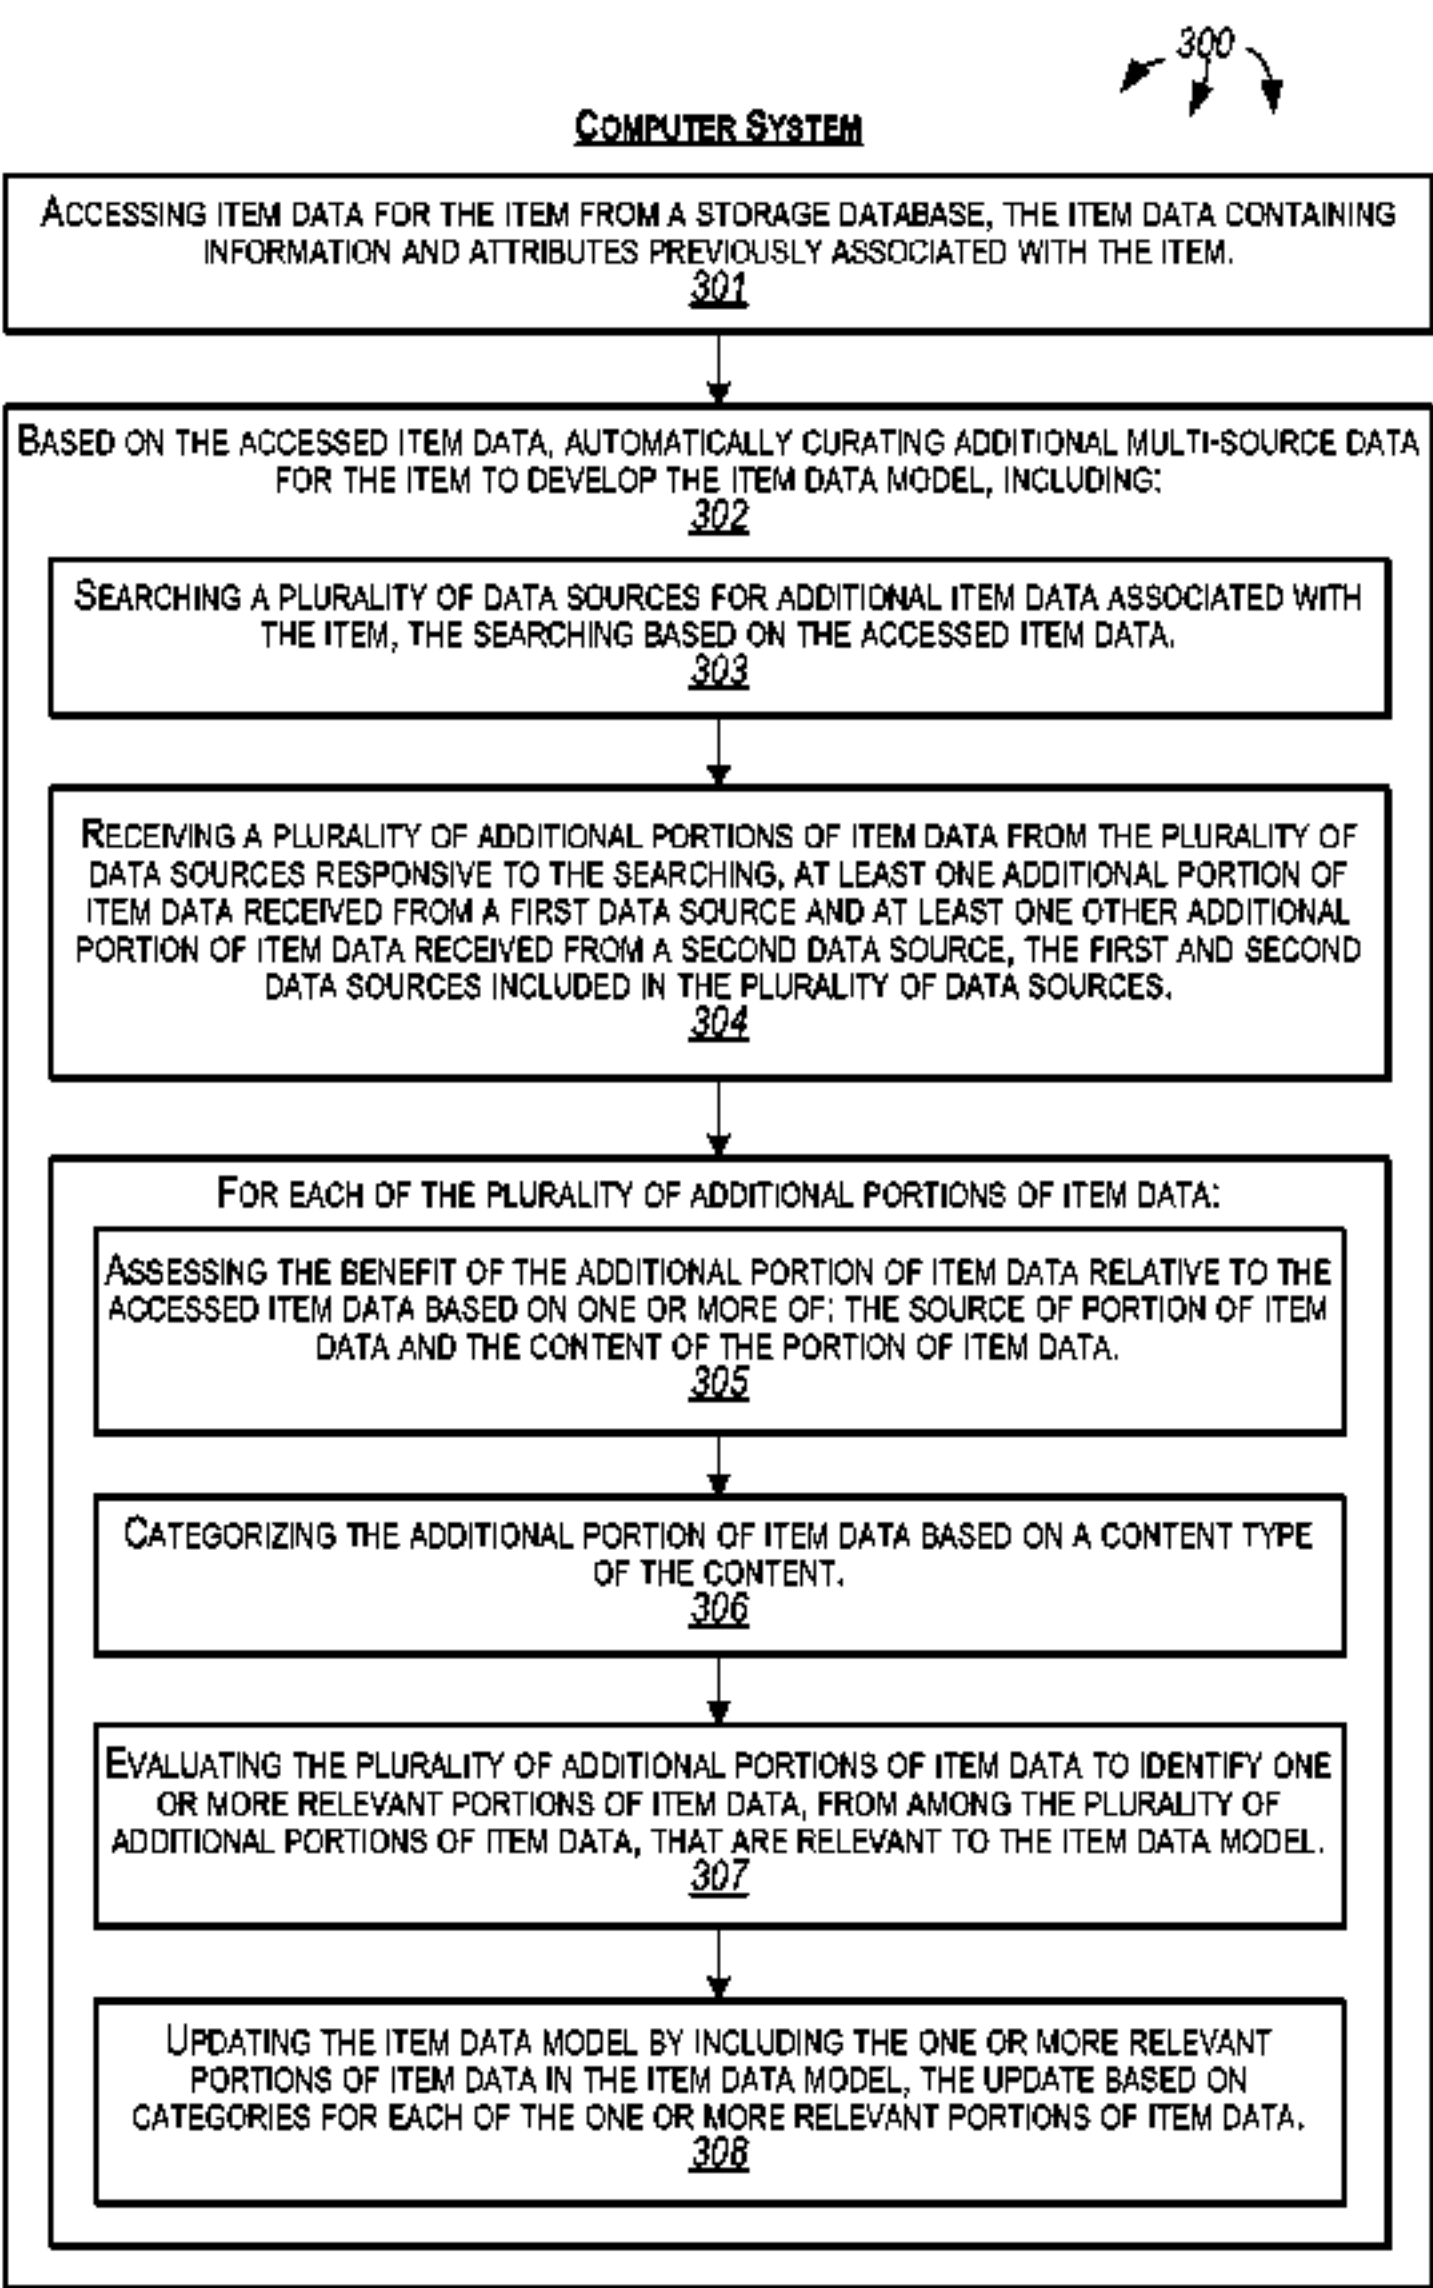 300
COMPUTER SYSTEM
ACCESSING ITEM DATA FOR THE ITEM FROM A STORAGE DATABASE, THE ITEM DATA CONTAINING
INFORMATION AND ATTRIBUTES PREVIOUSLY ASSOCIATED WITH THE ITEM.
301
BASED ON THE ACCESSED ITEM DATA, AUTOMATICALLY CURATING ADDITIONAL MULTI-SOURCE DATA
FOR THE ITEM TO DEVELOP THE ITEM DATA MODEL, INCLUDING:
302
SEARCHING A PLURALITY OF DATA SOURCES FOR ADDITIONAL ITEM DATA ASSOCIATED WITH
THE ITEM, THE SEARCHING BASED ON THE ACCESSED ITEM DATA.
303
RECEIVING A PLURALITY OF ADDITIONAL PORTIONS OF ITEM DATA FROM THE PLURALITY OF
DATA SOURCES RESPONSIVE TO THE SEARCHING, AT LEAST ONE ADDITIONAL PORTION OF
ITEM DATA RECEIVED FROM A FIRST DATA SOURCE AND AT LEAST ONE OTHER ADDITIONAL
PORTION OF ITEM DATA RECEIVED FROM A SECOND DATA SOURCE, THE FIRST AND SECOND
DATA SOURCES INCLUDED IN THE PLURALITY OF DATA SOURCES.
304
FOR EACH OF THE PLURALITY OF ADDITIONAL PORTIONS OF ITEM DATA:
ASSESSING THE BENEFIT OF THE ADDITIONAL PORTION OF ITEM DATA RELATIVE TO THE
ACCESSED ITEM DATA BASED ON ONE OR MORE OF: THE SOURCE OF PORTION OF ITEM
DATA AND THE CONTENT OF THE PORTION OF ITEM DATA.
305
CATEGORIZING THE ADDITIONAL PORTION OF ITEM DATA BASED ON A CONTENT TYPE
OF THE CONTENT.
306
EVALUATING THE PLURALITY OF ADDITIONAL PORTIONS OF ITEM DATA TO IDENTIFY ONE
OR MORE RELEVANT PORTIONS OF ITEM DATA, FROM AMONG THE PLURALITY OF
ADDITIONAL PORTIONS OF ITEM DATA, THAT ARE RELEVANT TO THE ITEM DATA MODEL.
307
UPDATING THE ITEM DATA MODEL BY INCLUDING THE ONE OR MORE RELEVANT
PORTIONS OF ITEM DATA IN THE ITEM DATA MODEL, THE UPDATE BASED ON
CATEGORIES FOR EACH OF THE ONE OR MORE RELEVANT PORTIONS OF ITEM DATA.
308